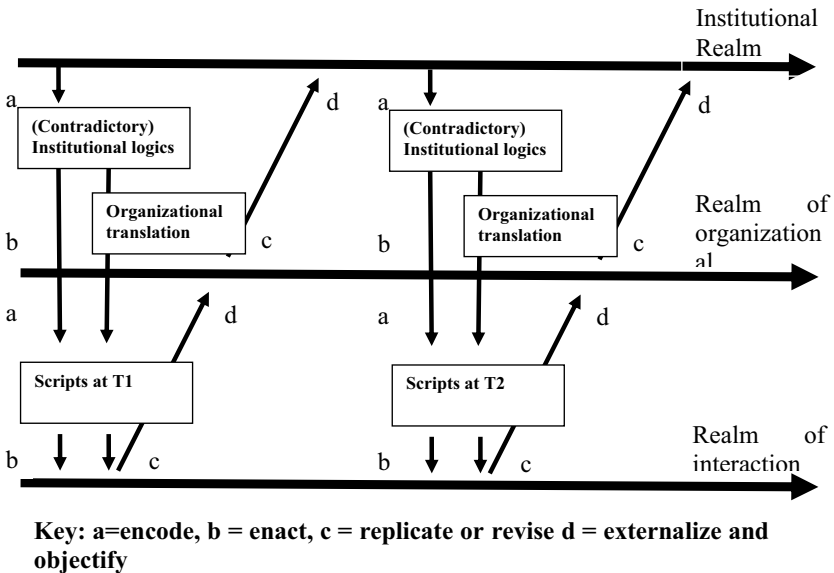 Institutional
Realm
a
d
a
d
(Contradictory)
Institutional logics
(Contradictory)
Institutional logics
Organizational
translation
Organizational
translation
Realm of
organization
al
b
c
b
c
a
d
a
d
Scripts at T1
Scripts at T2
Realm of
interaction
b
c
b
c
Key: a=encode, b = enact, c = replicate or revise d = externalize and
objectify